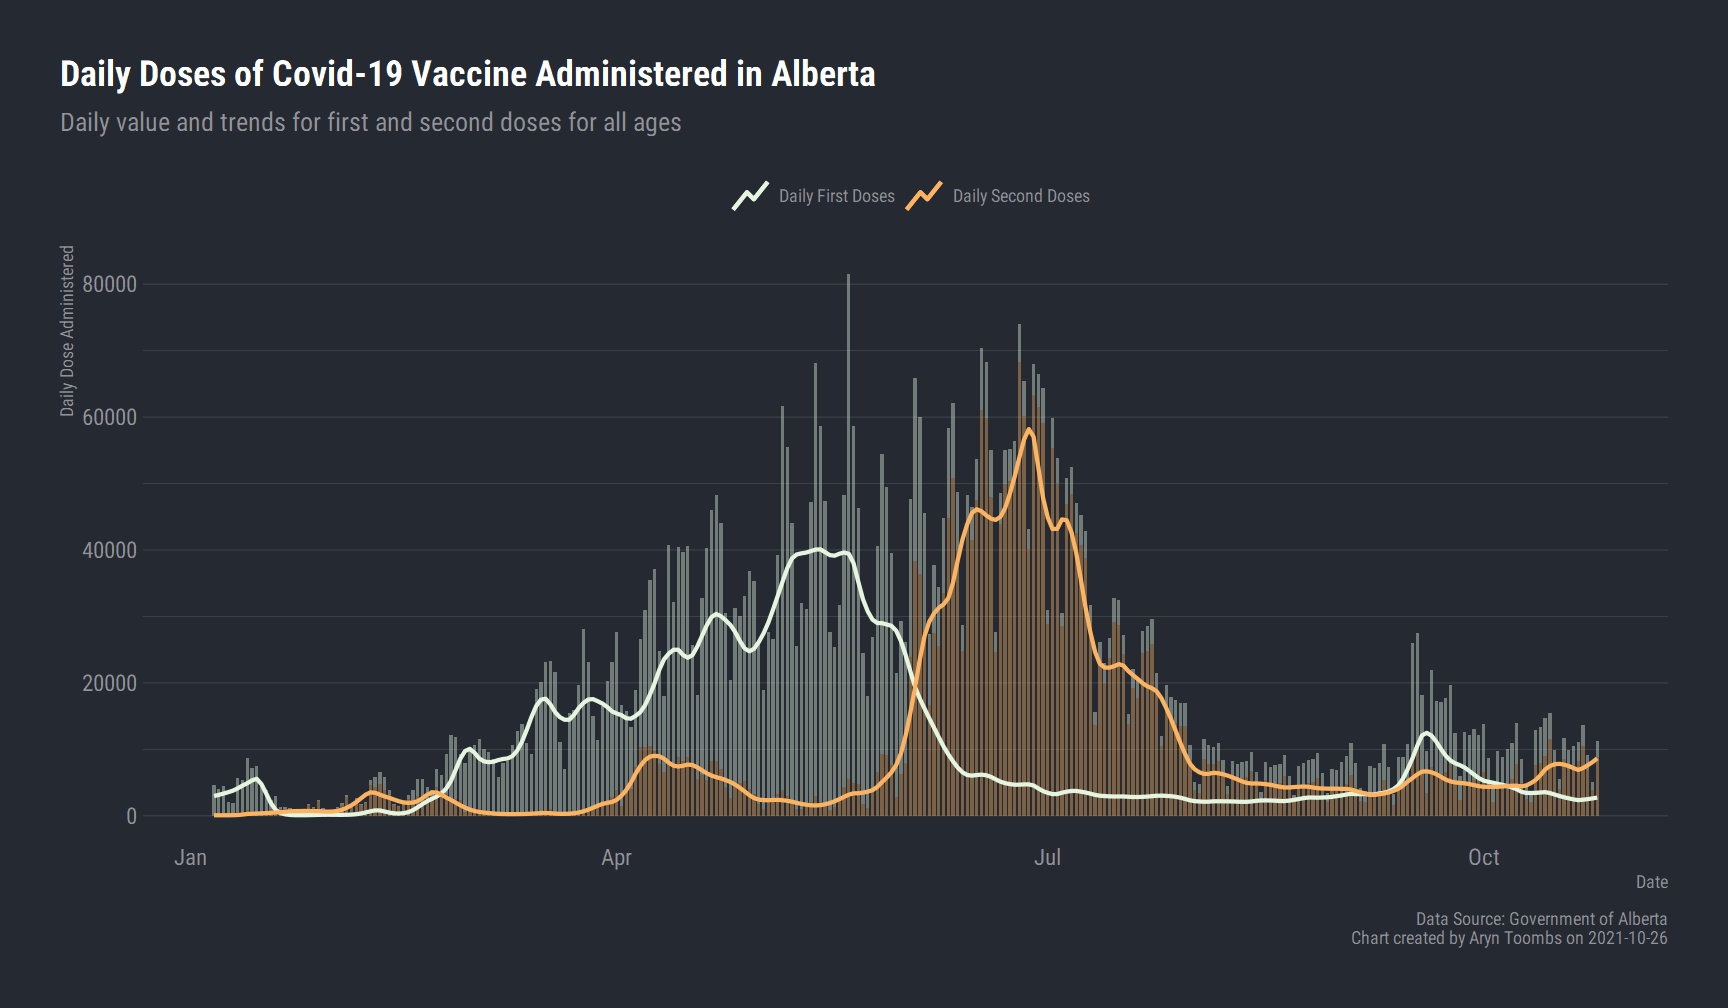 Daily Doses of Covid-19 Vaccine Administered in Alberta
Daily value and trends for first and second doses for all ages
Daily First Doses
Daily Second Doses
Daily Dose Administered
80000
60000
40000
20000
0
Jan
Apr
Jul
Oct
Date
Data Source: Government of Alberta
Chart created by Aryn Toombs on 2021-10-26